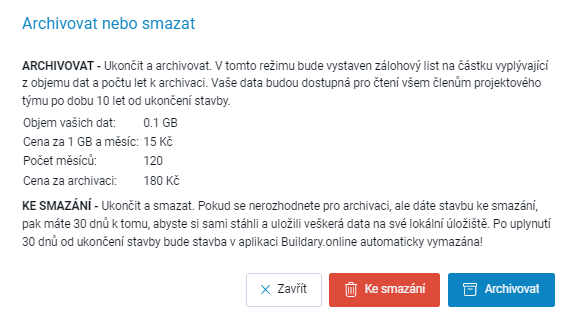 Archivovat nebo smazat
ARCHIVOVAT - Ukončit a archivovat. V tomto režimu bude vystaven zálohový list na částku vyplývající
z objemu dat a počtu let k archivaci. Vaše data budou dostupná pro čtení všem členům projektového
týmu po dobu 10 let od ukončení stavby.
Objem vašich dat: 0.1 GB
Cena za 1 GB a měsíc: 15 Kč
Počet měsíců: 120
Cena za archivaci: 180 Kč
KE SMAZÁNÍ - Ukončit a smazat. Pokud se nerozhodnete pro archivaci, ale dáte stavbu ke smazání,
pak máte 30 dnů k tomu, abyste si sami stáhli a uložili veškerá data na své lokální úložiště. Po uplynutí
30 dnů od ukončení stavby bude stavba v aplikaci Buildary.online automaticky vymazána!
Zavřít Ke smazání Archivovat